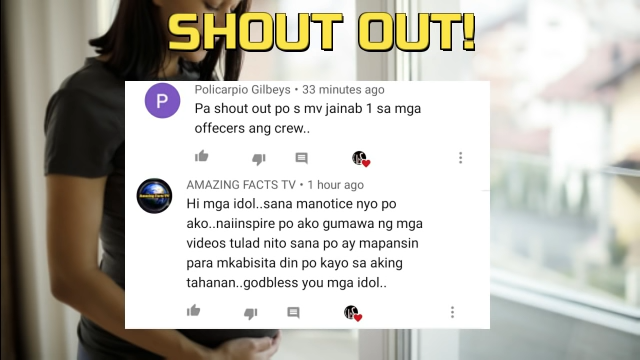 SHOUT OUT!
P
Policarpio Gilbeys • 33 minutes ago
Pa shout out po s mv jainab 1 sa mga
offecers ang crew..
AMAZING FACTS TV • 1 hour ago
Hi mga idol..sana manotice nyo po
ako..naiinspire po ako gumawa ng mga
videos tulad nito sana po ay mapansin
para mkabisita din po kayo sa aking
tahanan..godbless you mga idol..